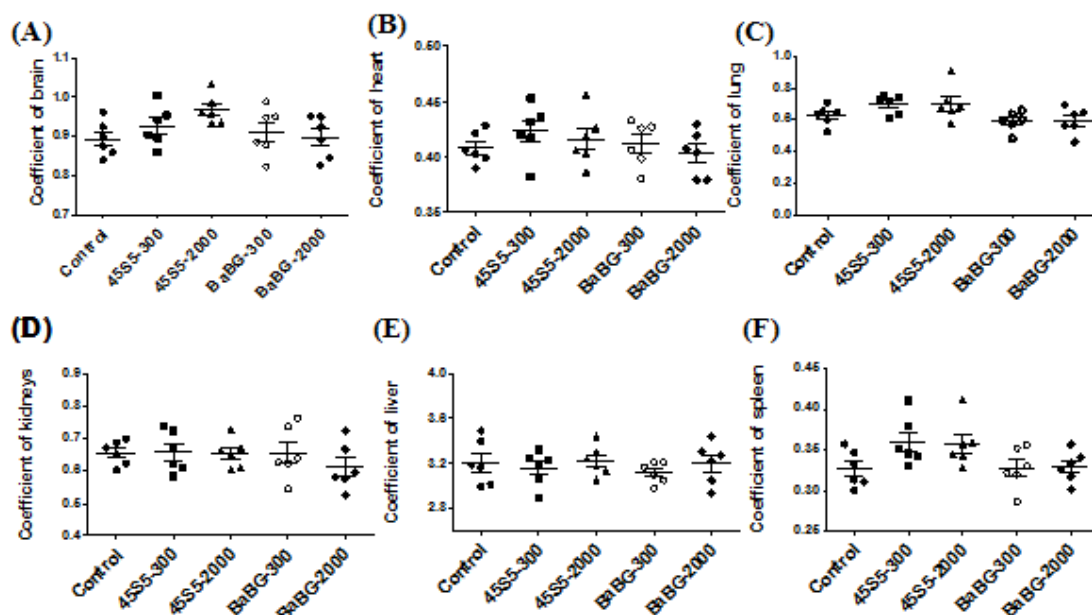 (A)
Coefficient of brain
1.1
1.0
0.9
0.8
0.7
Control
45S5-300
45S5-2000
BaBG-300
BaBG-2000
(B)
Coefficient of heart
0.50
0.45
0.40
0.35
Control
45S5-300
45S5-2000
BaBG-300
BaBG-2000
(C)
Coefficient of lung
1.0
0.8
0.6
0.4
0.2
0.0
Control
45S5-300
45S5-2000
BaBG-300
BaBG-2000
(D)
Coefficient of kidneys
0.9
0.8
0.7
0.6
0.5
0.4
Control
45S5-300
45S5-2000
BaBG-300
BaBG-2000
(E)
Coefficient of liver
4.0
3.6
3.2
2.8
Control
45S5-300
45S5-2000
BaBG-300
BaBG-2000
(F)
Coefficient of spleen
0.45
0.40
0.35
0.30
0.25
Control
45S5-300
45S5-2000
BaBG-300
BaBG-2000